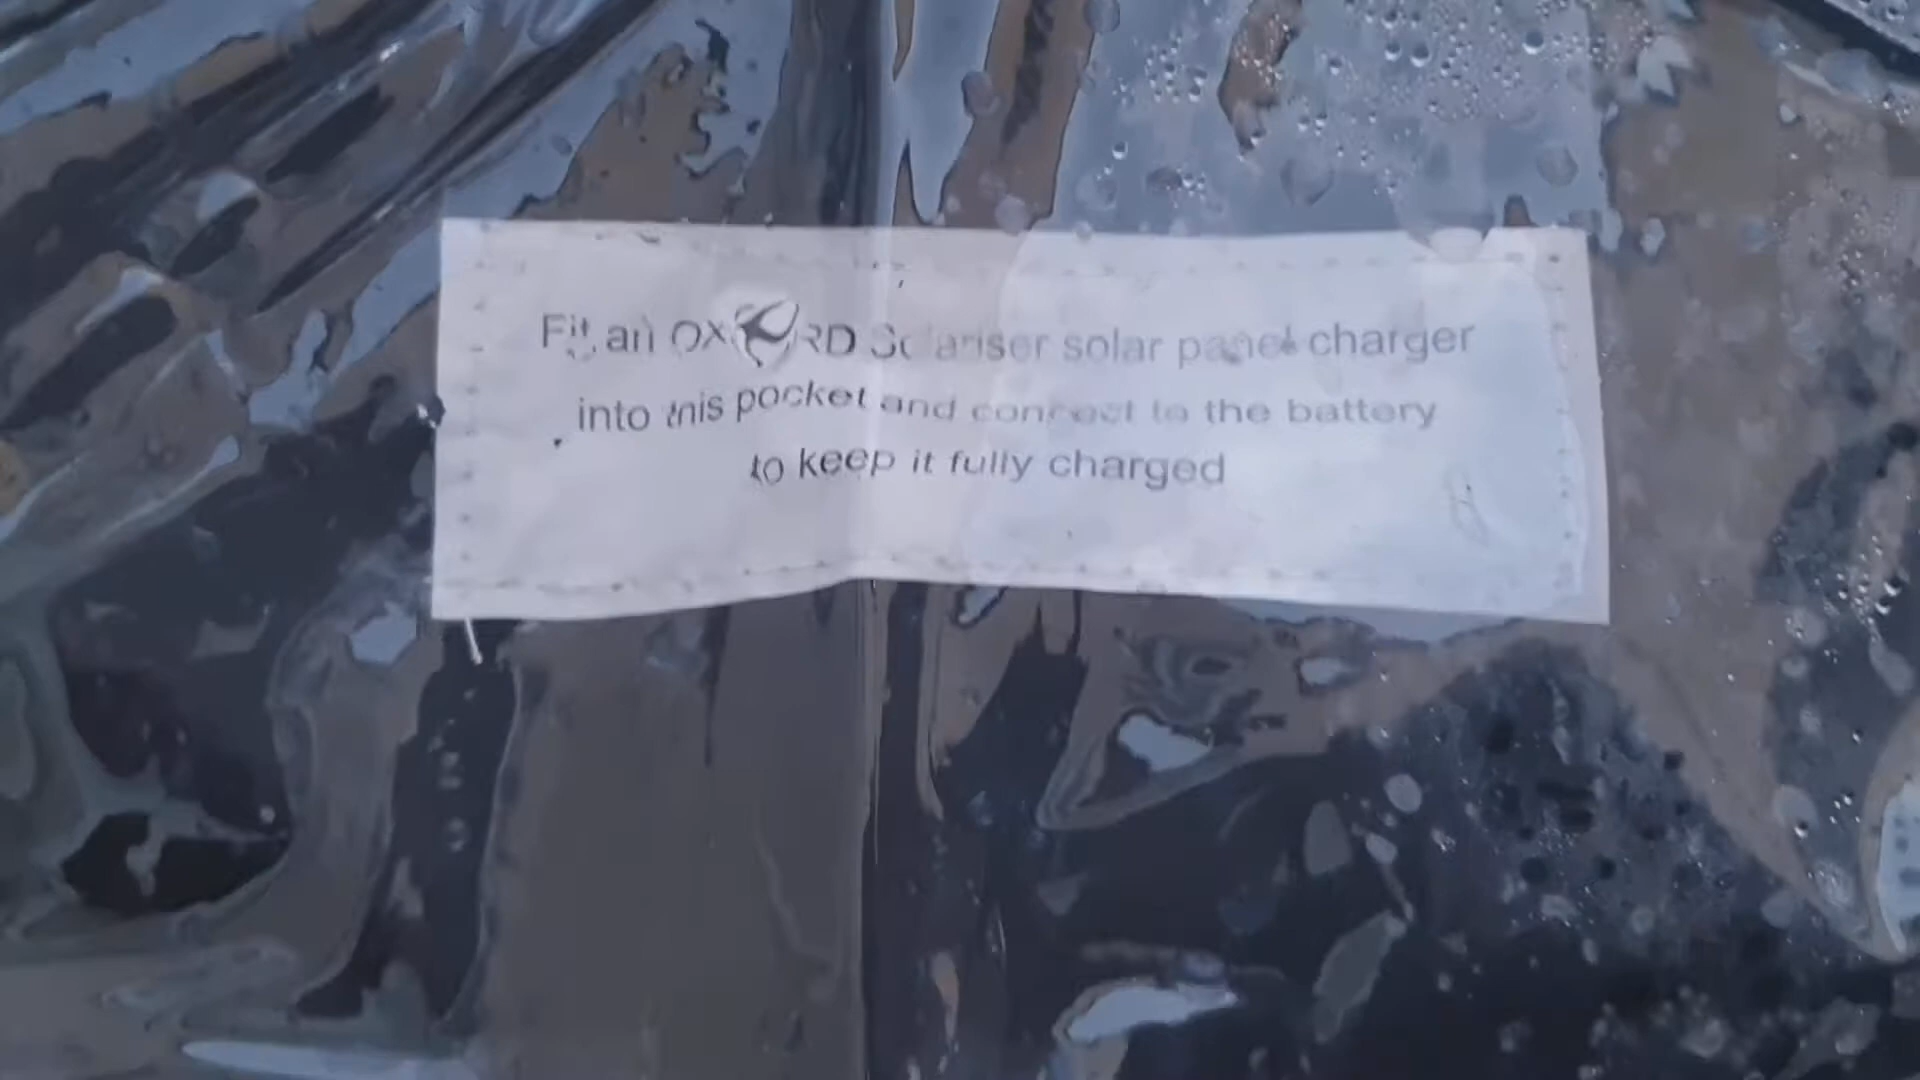 Fit an OXFORD Solariser solar panel charger
into this pocket and connect to the battery
to keep it fully charged